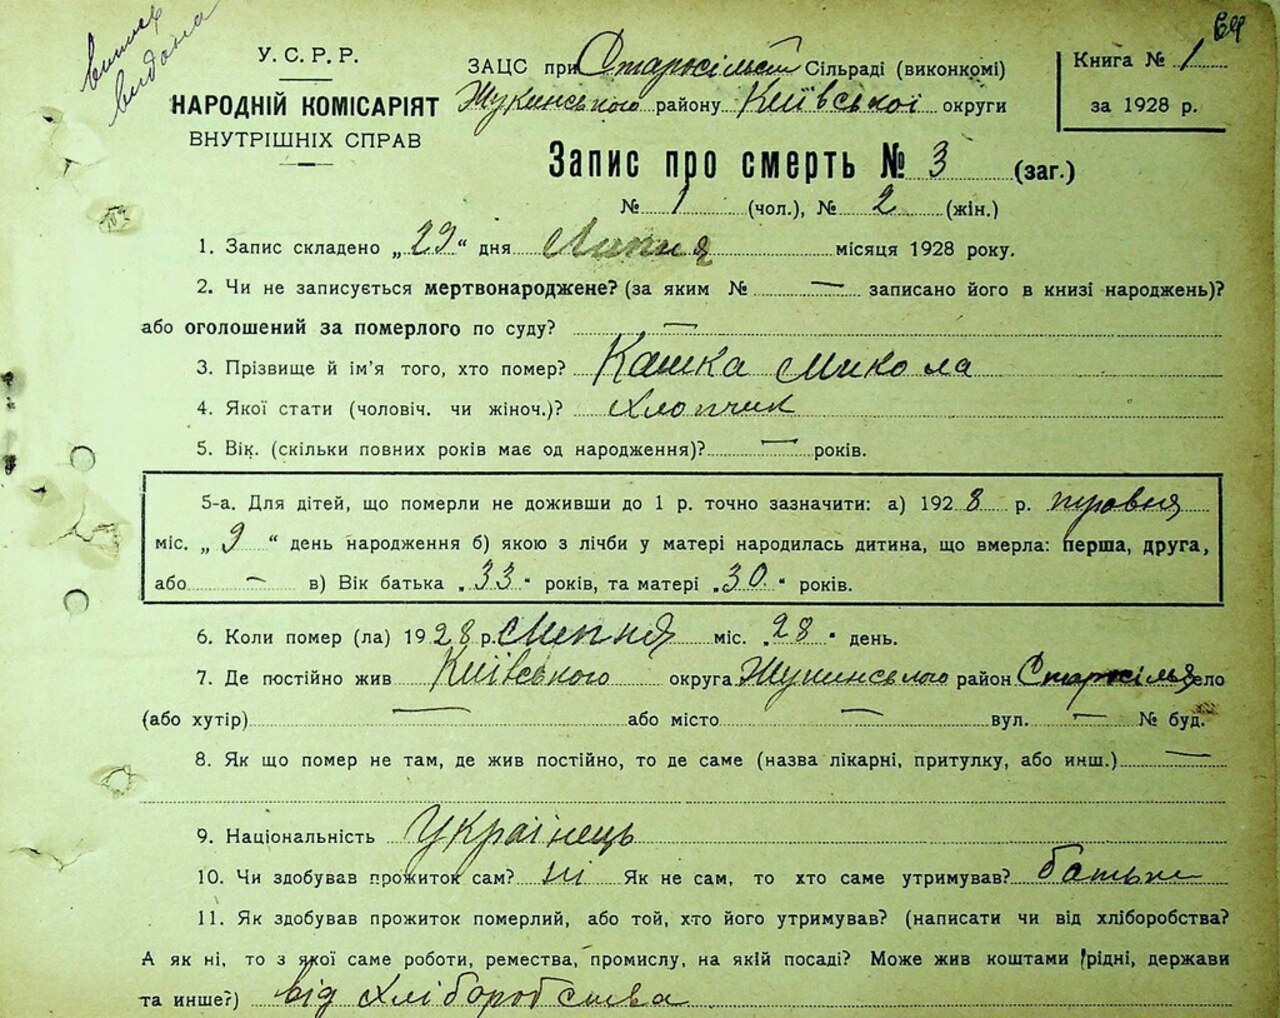 виписи
видана
64
У. С. Р. Р.
НАРОДНІЙ КОМІСАРІЯТ
ВНУТРІШНІХ СПРАВ
ЗАЦС при Старосільскій Сільраді (виконкомі)
Жукинського району Київської округи
Книга № 1
за 1928 р.
Запис про смерть № 3 (заг.)
№ 1 (чол.), № 2 (жін.)
1. Запис складено „29" дня Липня місяця 1928 року.
2. Чи не записується мертвонароджене? (за яким № — записано його в книзі народжень)?
або оголошений за померлого по суду? —
3. Прізвище й ім'я того, хто помер? Кашка Микола
4. Якої стати (чоловіч. чи жіноч.)? Хлопчик
5. Вік. (скільки повних років має од народження)? — років.
5-а. Для дітей, що померли не доживши до 1 р. точно зазначити: а) 1928 р. травня
міс. „9" день народження б) якою з лічби у матері народилась дитина, що вмерла: перша, друга,
або — в) Вік батька „33" років, та матері „30" років.
6. Коли помер (ла) 1928 р. Липня міс. „28" день.
7. Де постійно жив Київського округа Жукинського район Старосілля село
(або хутір) — або місто — вул. — № буд.
8. Як що помер не там, де жив постійно, то де саме (назва лікарні, притулку, або инш.) —
9. Національність Українець
10. Чи здобував прожиток сам? ні Як не сам, то хто саме утримував? батьки
11. Як здобував прожиток померлий, або той, хто його утримував? (написати чи від хліборобства?
А як ні, то з якої саме роботи, ремества, промислу, на якій посаді? Може жив коштами рідні, держави
та инше?) від Хліборобства